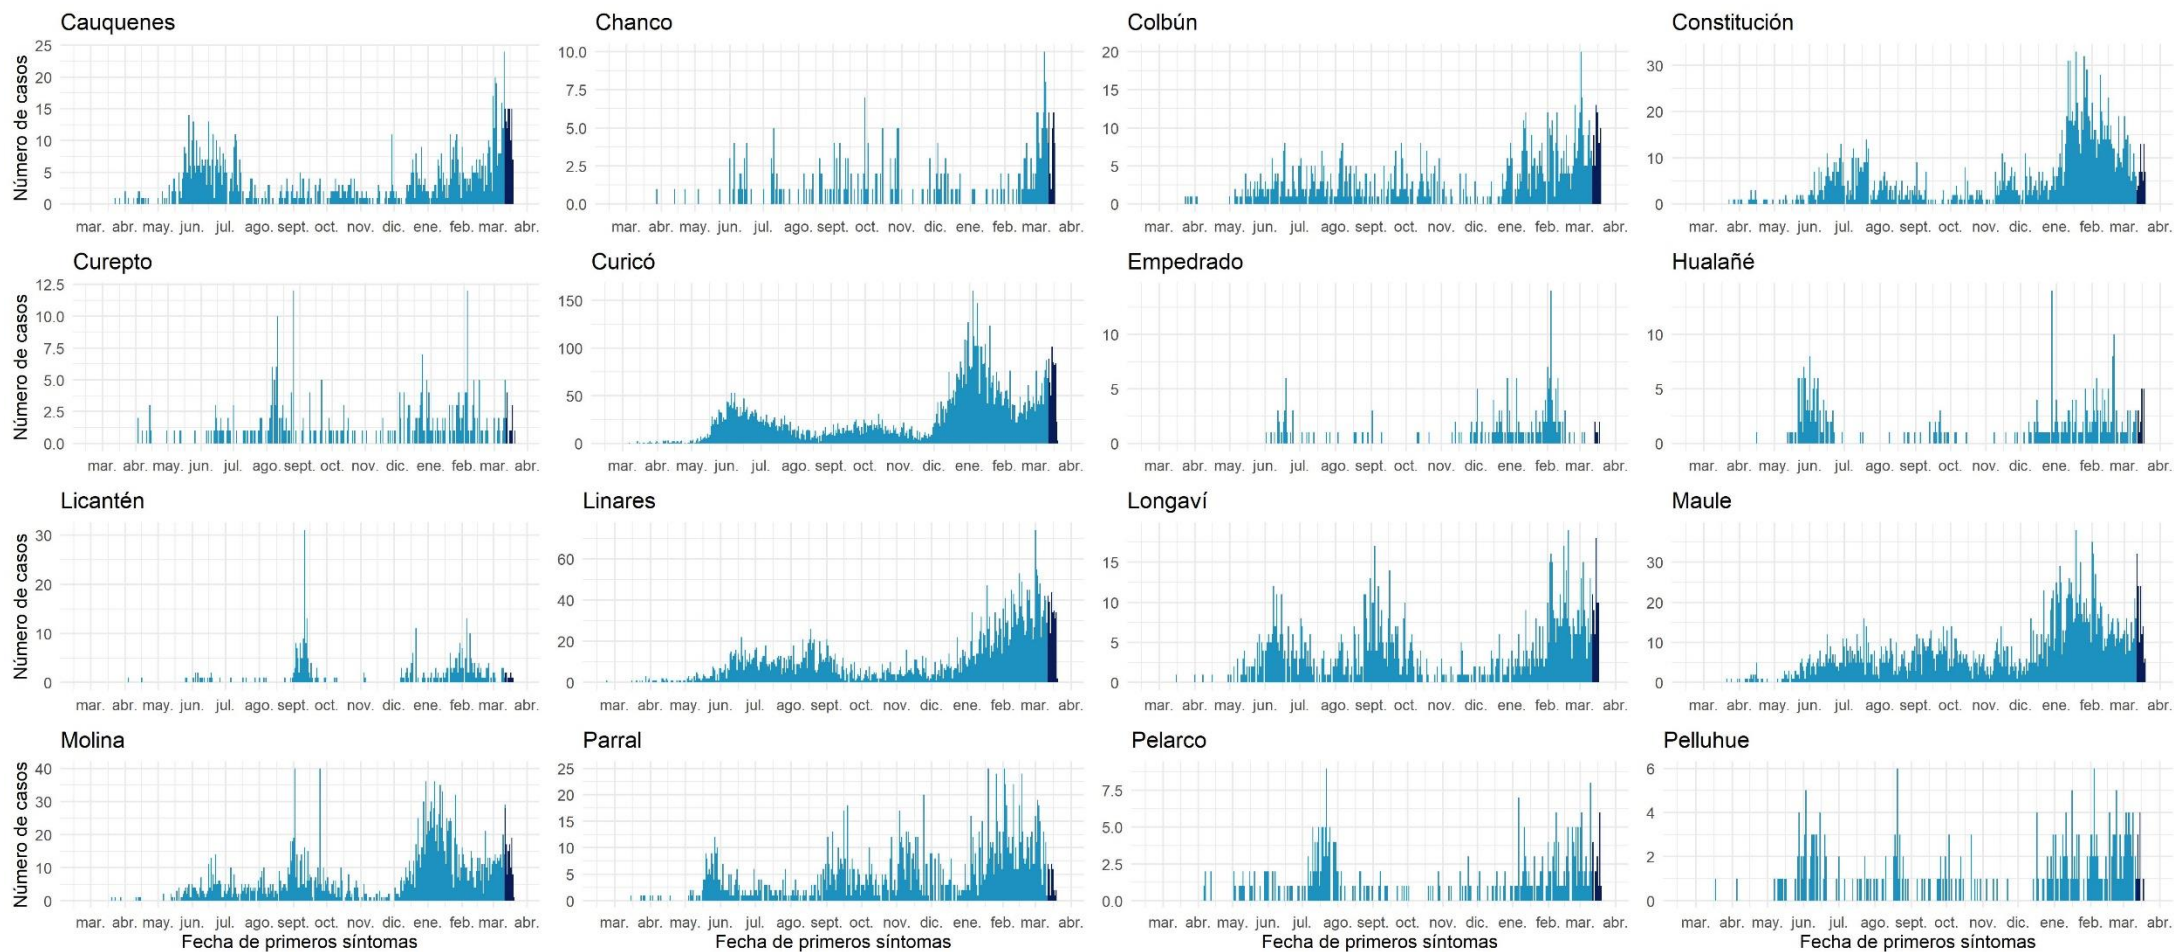 Cauquenes
Número de casos
25
20
15
10
5
0
mar. abr. may. jun. jul. ago. sept. oct. nov. dic. ene. feb. mar. abr.
Chanco
10.0
7.5
5.0
2.5
0.0
mar. abr. may. jun. jul. ago. sept. oct. nov. dic. ene. feb. mar. abr.
Colbún
20
15
10
5
0
mar. abr. may. jun. jul. ago. sept. oct. nov. dic. ene. feb. mar. abr.
Constitución
30
20
10
0
mar. abr. may. jun. jul. ago. sept. oct. nov. dic. ene. feb. mar. abr.
Curepto
Número de casos
12.5
10.0
7.5
5.0
2.5
0.0
mar. abr. may. jun. jul. ago. sept. oct. nov. dic. ene. feb. mar. abr.
Curicó
150
100
50
0
mar. abr. may. jun. jul. ago. sept. oct. nov. dic. ene. feb. mar. abr.
Empedrado
10
5
0
mar. abr. may. jun. jul. ago. sept. oct. nov. dic. ene. feb. mar. abr.
Hualañé
10
5
0
mar. abr. may. jun. jul. ago. sept. oct. nov. dic. ene. feb. mar. abr.
Licantén
Número de casos
30
20
10
0
mar. abr. may. jun. jul. ago. sept. oct. nov. dic. ene. feb. mar. abr.
Linares
60
40
20
0
mar. abr. may. jun. jul. ago. sept. oct. nov. dic. ene. feb. mar. abr.
Longaví
15
10
5
0
mar. abr. may. jun. jul. ago. sept. oct. nov. dic. ene. feb. mar. abr.
Maule
30
20
10
0
mar. abr. may. jun. jul. ago. sept. oct. nov. dic. ene. feb. mar. abr.
Molina
Número de casos
40
30
20
10
0
mar. abr. may. jun. jul. ago. sept. oct. nov. dic. ene. feb. mar. abr.
Fecha de primeros síntomas
Parral
25
20
15
10
5
0
mar. abr. may. jun. jul. ago. sept. oct. nov. dic. ene. feb. mar. abr.
Fecha de primeros síntomas
Pelarco
7.5
5.0
2.5
0.0
mar. abr. may. jun. jul. ago. sept. oct. nov. dic. ene. feb. mar. abr.
Fecha de primeros síntomas
Pelluhue
6
4
2
0
mar. abr. may. jun. jul. ago. sept. oct. nov. dic. ene. feb. mar. abr.
Fecha de primeros síntomas